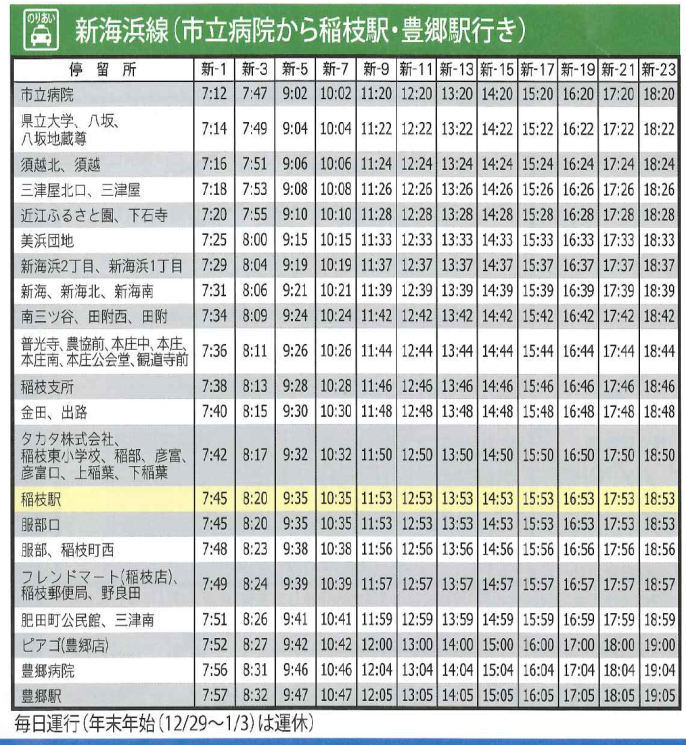 のりあい
新海浜線(市立病院から稲枝駅・豊郷駅行き)
停留所 新-1 新-3 新-5 新-7 新-9 新-11 新-13 新-15 新-17 新-19 新-21 新-23
市立病院 7:12 7:47 9:02 10:02 11:20 12:20 13:20 14:20 15:20 16:20 17:20 18:20
県立大学、八坂、
八坂地蔵尊 7:14 7:49 9:04 10:04 11:22 12:22 13:22 14:22 15:22 16:22 17:22 18:22
須越北、須越 7:16 7:51 9:06 10:06 11:24 12:24 13:24 14:24 15:24 16:24 17:24 18:24
三津屋北口、三津屋 7:18 7:53 9:08 10:08 11:26 12:26 13:26 14:26 15:26 16:26 17:26 18:26
近江ふるさと園、下石寺 7:20 7:55 9:10 10:10 11:28 12:28 13:28 14:28 15:28 16:28 17:28 18:28
美浜団地 7:25 8:00 9:15 10:15 11:33 12:33 13:33 14:33 15:33 16:33 17:33 18:33
新海浜2丁目、新海浜1丁目 7:29 8:04 9:19 10:19 11:37 12:37 13:37 14:37 15:37 16:37 17:37 18:37
新海、新海北、新海南 7:31 8:06 9:21 10:21 11:39 12:39 13:39 14:39 15:39 16:39 17:39 18:39
南三ツ谷、田附西、田附 7:34 8:09 9:24 10:24 11:42 12:42 13:42 14:42 15:42 16:42 17:42 18:42
普光寺、農協前、本庄中、本庄、
本庄南、本庄公会堂、観道寺前 7:36 8:11 9:26 10:26 11:44 12:44 13:44 14:44 15:44 16:44 17:44 18:44
稲枝支所 7:38 8:13 9:28 10:28 11:46 12:46 13:46 14:46 15:46 16:46 17:46 18:46
金田、出路 7:40 8:15 9:30 10:30 11:48 12:48 13:48 14:48 15:48 16:48 17:48 18:48
タカタ株式会社、
稲枝東小学校、稲部、彦富、
彦富口、上稲葉、下稲葉 7:42 8:17 9:32 10:32 11:50 12:50 13:50 14:50 15:50 16:50 17:50 18:50
稲枝駅 7:45 8:20 9:35 10:35 11:53 12:53 13:53 14:53 15:53 16:53 17:53 18:53
服部口 7:45 8:20 9:35 10:35 11:53 12:53 13:53 14:53 15:53 16:53 17:53 18:53
服部、稲枝町西 7:48 8:23 9:38 10:38 11:56 12:56 13:56 14:56 15:56 16:56 17:56 18:56
フレンドマート(稲枝店)、
稲枝郵便局、野良田 7:49 8:24 9:39 10:39 11:57 12:57 13:57 14:57 15:57 16:57 17:57 18:57
肥田町公民館、三津南 7:51 8:26 9:41 10:41 11:59 12:59 13:59 14:59 15:59 16:59 17:59 18:59
ピアゴ(豊郷店) 7:52 8:27 9:42 10:42 12:00 13:00 14:00 15:00 16:00 17:00 18:00 19:00
豊郷病院 7:56 8:31 9:46 10:46 12:04 13:04 14:04 15:04 16:04 17:04 18:04 19:04
豊郷駅 7:57 8:32 9:47 10:47 12:05 13:05 14:05 15:05 16:05 17:05 18:05 19:05
毎日運行(年末年始(12/29〜1/3)は運休)